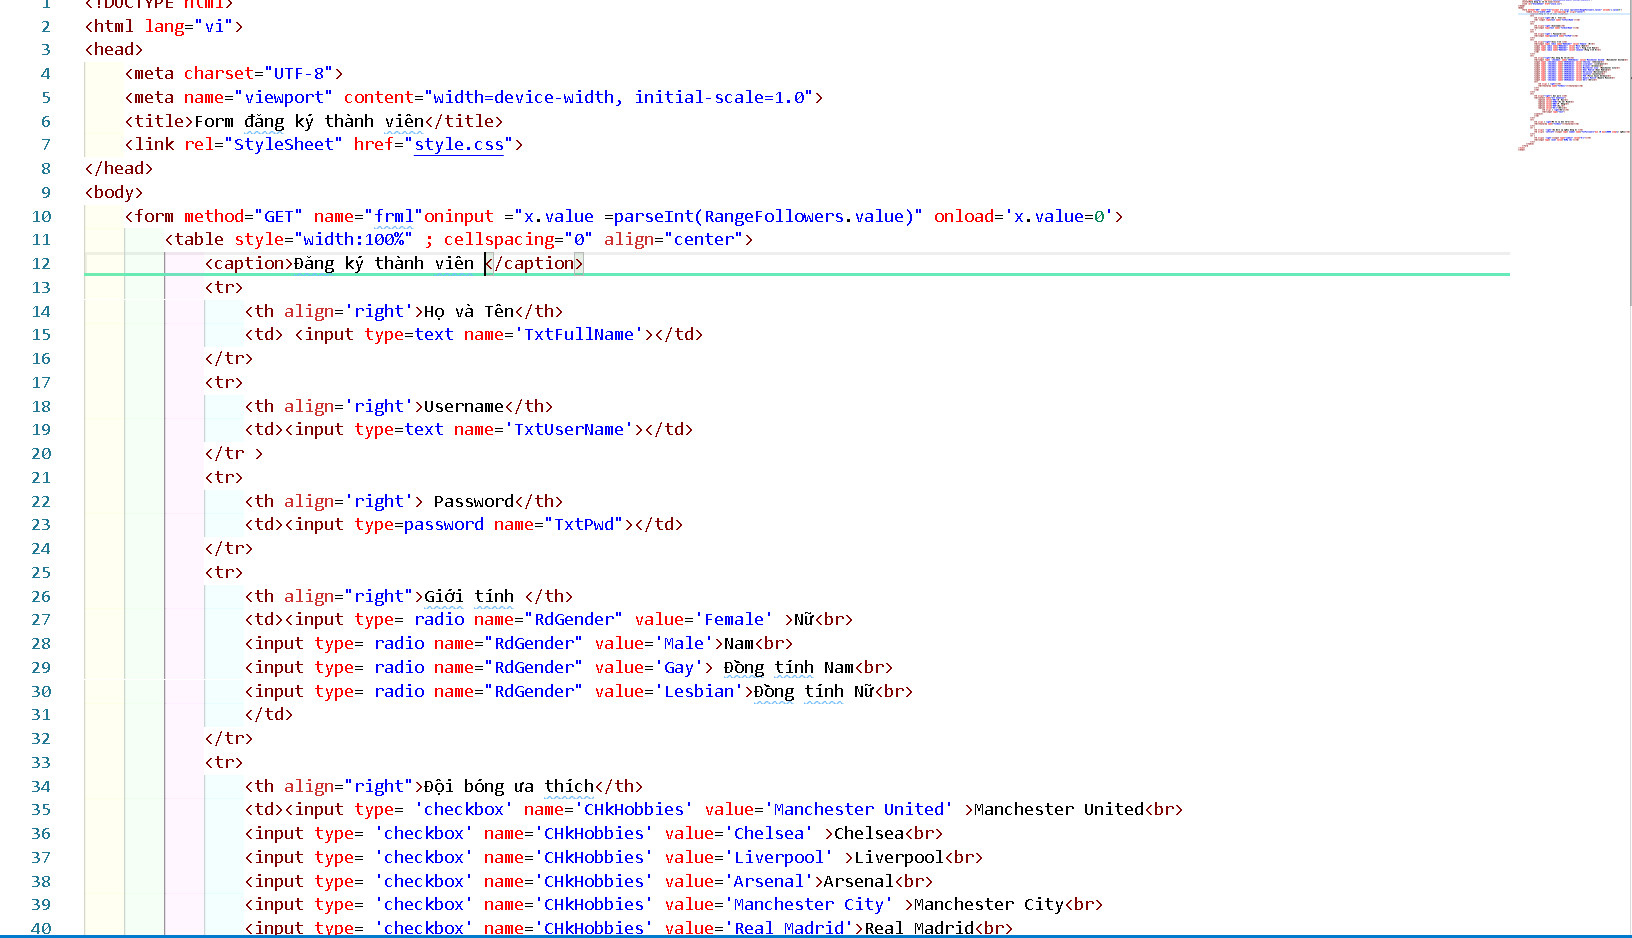 1 <!DOCTYPE html>
2 <html lang="vi">
3 <head>
4 <meta charset="UTF-8">
5 <meta name="viewport" content="width=device-width, initial-scale=1.0">
6 <title>Form đăng ký thành viên</title>
7 <link rel="StyleSheet" href="style.css">
8 </head>
9 <body>
10 <form method="GET" name="frml"oninput ="x.value =parseInt(RangeFollowers.value)" onload='x.value=0'>
11 <table style="width:100%" ; cellspacing="0" align="center">
12 <caption>Đăng ký thành viên </caption>
13 <tr>
14 <th align='right'>Họ và Tên</th>
15 <td> <input type=text name='TxtFullName'></td>
16 </tr>
17 <tr>
18 <th align='right'>Username</th>
19 <td><input type=text name='TxtUserName'></td>
20 </tr >
21 <tr>
22 <th align='right'> Password</th>
23 <td><input type=password name="TxtPwd"></td>
24 </tr>
25 <tr>
26 <th align="right">Giới tính </th>
27 <td><input type= radio name="RdGender" value='Female' >Nữ<br>
28 <input type= radio name="RdGender" value='Male'>Nam<br>
29 <input type= radio name="RdGender" value='Gay'> Đồng tính Nam<br>
30 <input type= radio name="RdGender" value='Lesbian'>Đồng tính Nữ<br>
31 </td>
32 </tr>
33 <tr>
34 <th align="right">Đội bóng ưa thích</th>
35 <td><input type= 'checkbox' name='CHkHobbies' value='Manchester United' >Manchester United<br>
36 <input type= 'checkbox' name='CHkHobbies' value='Chelsea' >Chelsea<br>
37 <input type= 'checkbox' name='CHkHobbies' value='Liverpool' >Liverpool<br>
38 <input type= 'checkbox' name='CHkHobbies' value='Arsenal'>Arsenal<br>
39 <input type= 'checkbox' name='CHkHobbies' value='Manchester City' >Manchester City<br>
40 <input type= 'checkbox' name='CHkHobbies' value='Real Madrid'>Real Madrid<br>